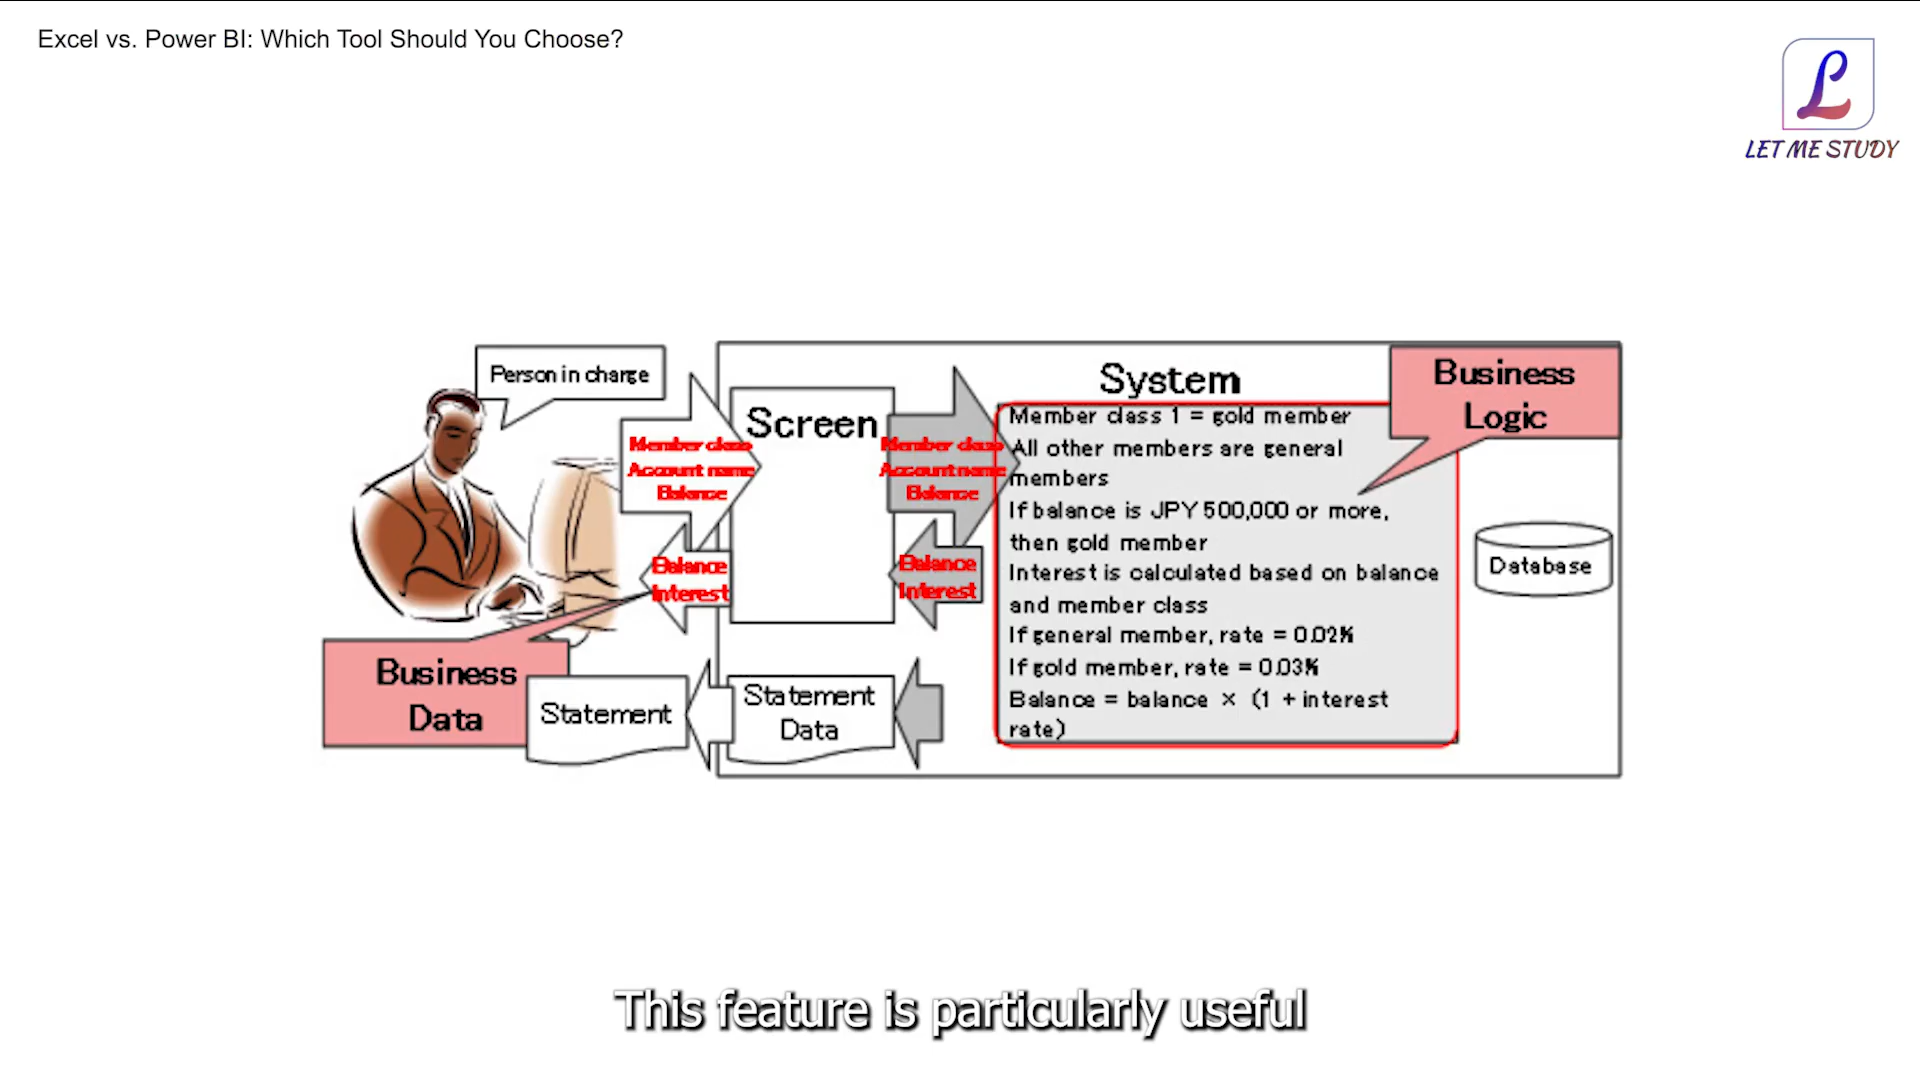 Excel vs. Power BI: Which Tool Should You Choose?
L
LET ME STUDY
Person in charge
System
Business
Logic
Screen
Member class
Account name
Balance
Member class
Account name
Balance
Member class 1 = gold member
All other members are general
members
If balance is JPY 500,000 or more,
then gold member
Interest is calculated based on balance
and member class
If general member, rate = 0.02%
If gold member, rate = 0.03%
Balance = balance × (1 + interest
rate)
Database
Balance
Interest
Balance
Interest
Business
Data
Statement
Statement
Data
This feature is particularly useful